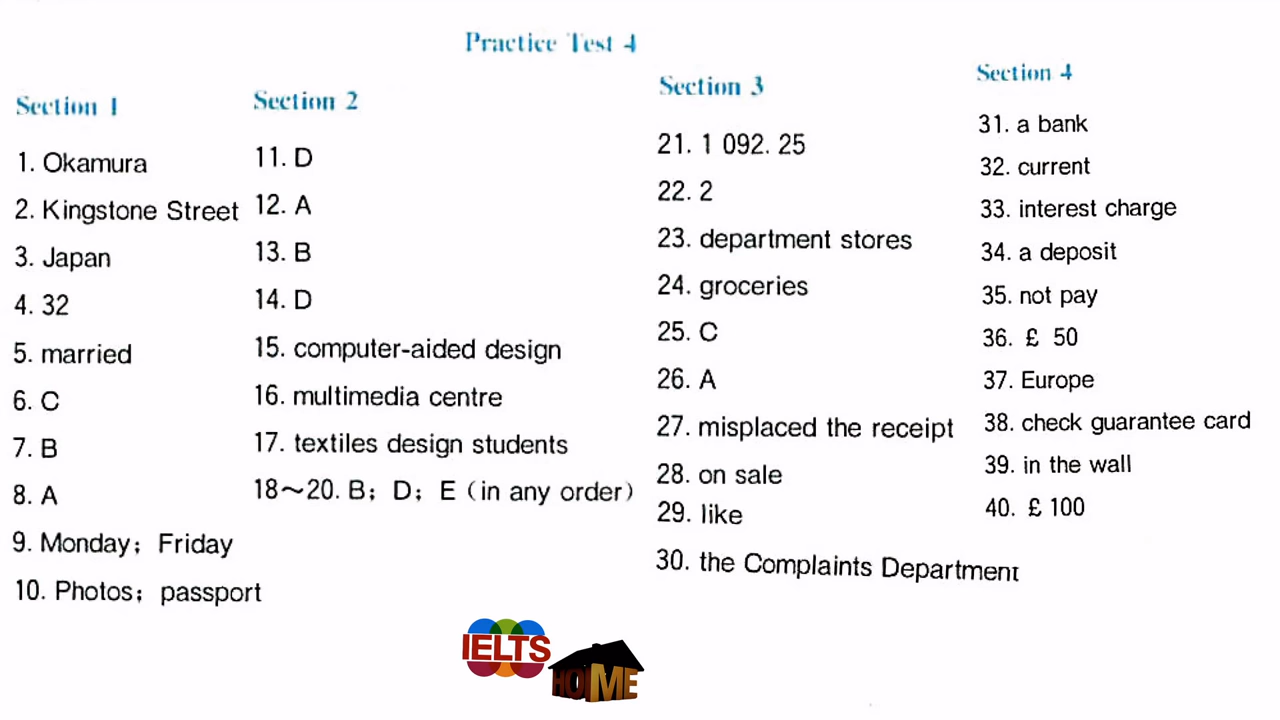 Practice Test 4
Section 1
1. Okamura
2. Kingstone Street
3. Japan
4. 32
5. married
6. C
7. B
8. A
9. Monday; Friday
10. Photos; passport
Section 2
11. D
12. A
13. B
14. D
15. computer-aided design
16. multimedia centre
17. textiles design students
18~20. B; D; E (in any order)
Section 3
21. 1 092. 25
22. 2
23. department stores
24. groceries
25. C
26. A
27. misplaced the receipt
28. on sale
29. like
30. the Complaints Department
Section 4
31. a bank
32. current
33. interest charge
34. a deposit
35. not pay
36. £ 50
37. Europe
38. check guarantee card
39. in the wall
40. £ 100
IELTS
HOME